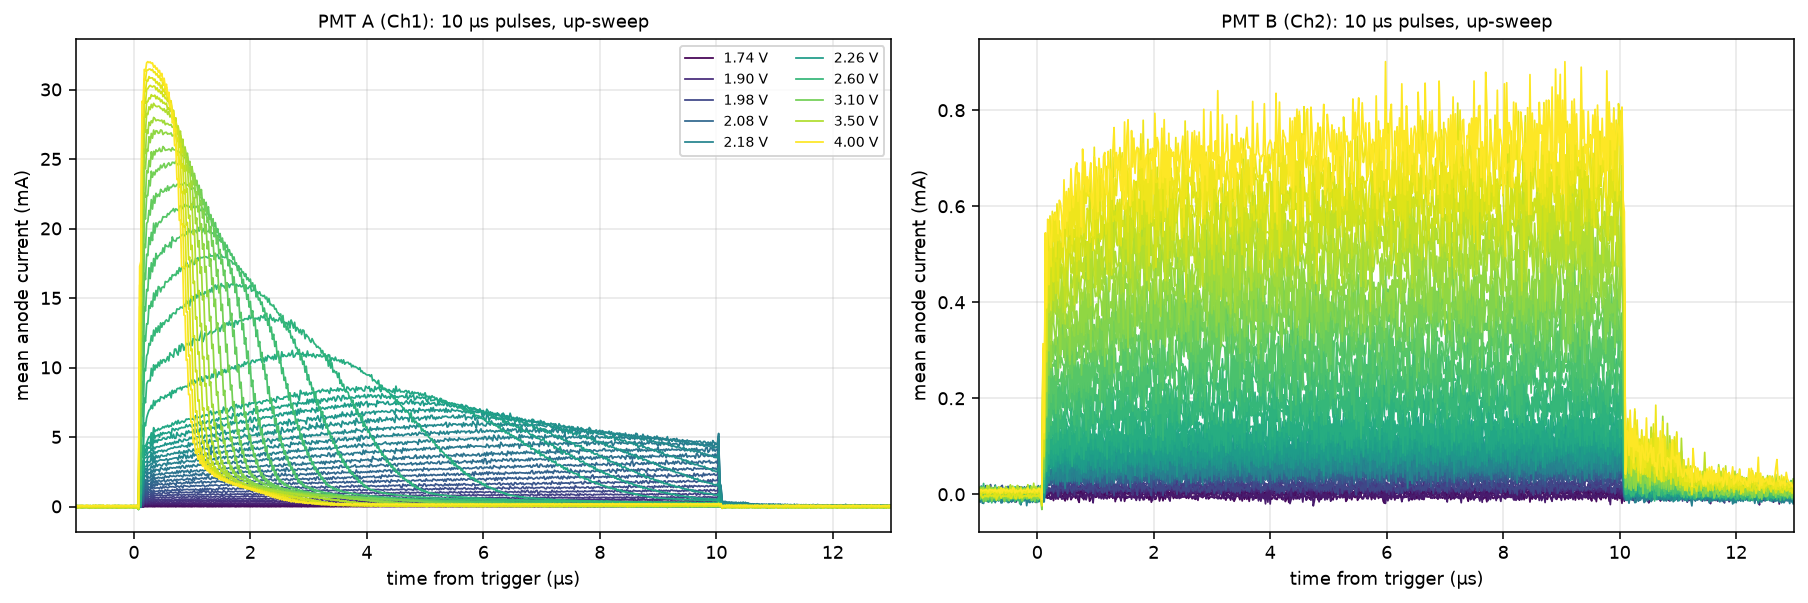 PMT A (Ch1): 10 µs pulses, up-sweep
mean anode current (mA)
30
25
20
15
10
5
0
1.74 V 2.26 V
1.90 V 2.60 V
1.98 V 3.10 V
2.08 V 3.50 V
2.18 V 4.00 V
0 2 4 6 8 10 12
time from trigger (µs)
PMT B (Ch2): 10 µs pulses, up-sweep
mean anode current (mA)
0.8
0.6
0.4
0.2
0.0
0 2 4 6 8 10 12
time from trigger (µs)